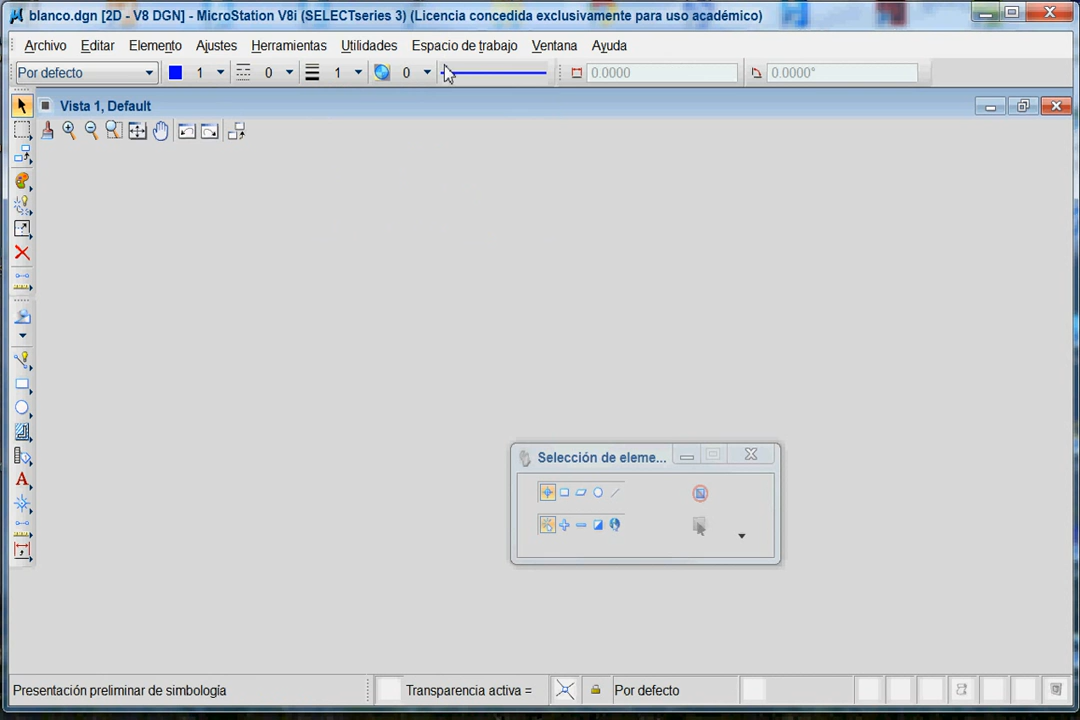 blanco.dgn [2D - V8 DGN] - MicroStation V8i (SELECTseries 3) (Licencia concedida exclusivamente para uso académico)
Archivo Editar Elemento Ajustes Herramientas Utilidades Espacio de trabajo Ventana Ayuda
Por defecto 1 0 1 0 0.0000 0.0000°
Vista 1, Default
Selección de eleme...
Presentación preliminar de simbología Transparencia activa = Por defecto